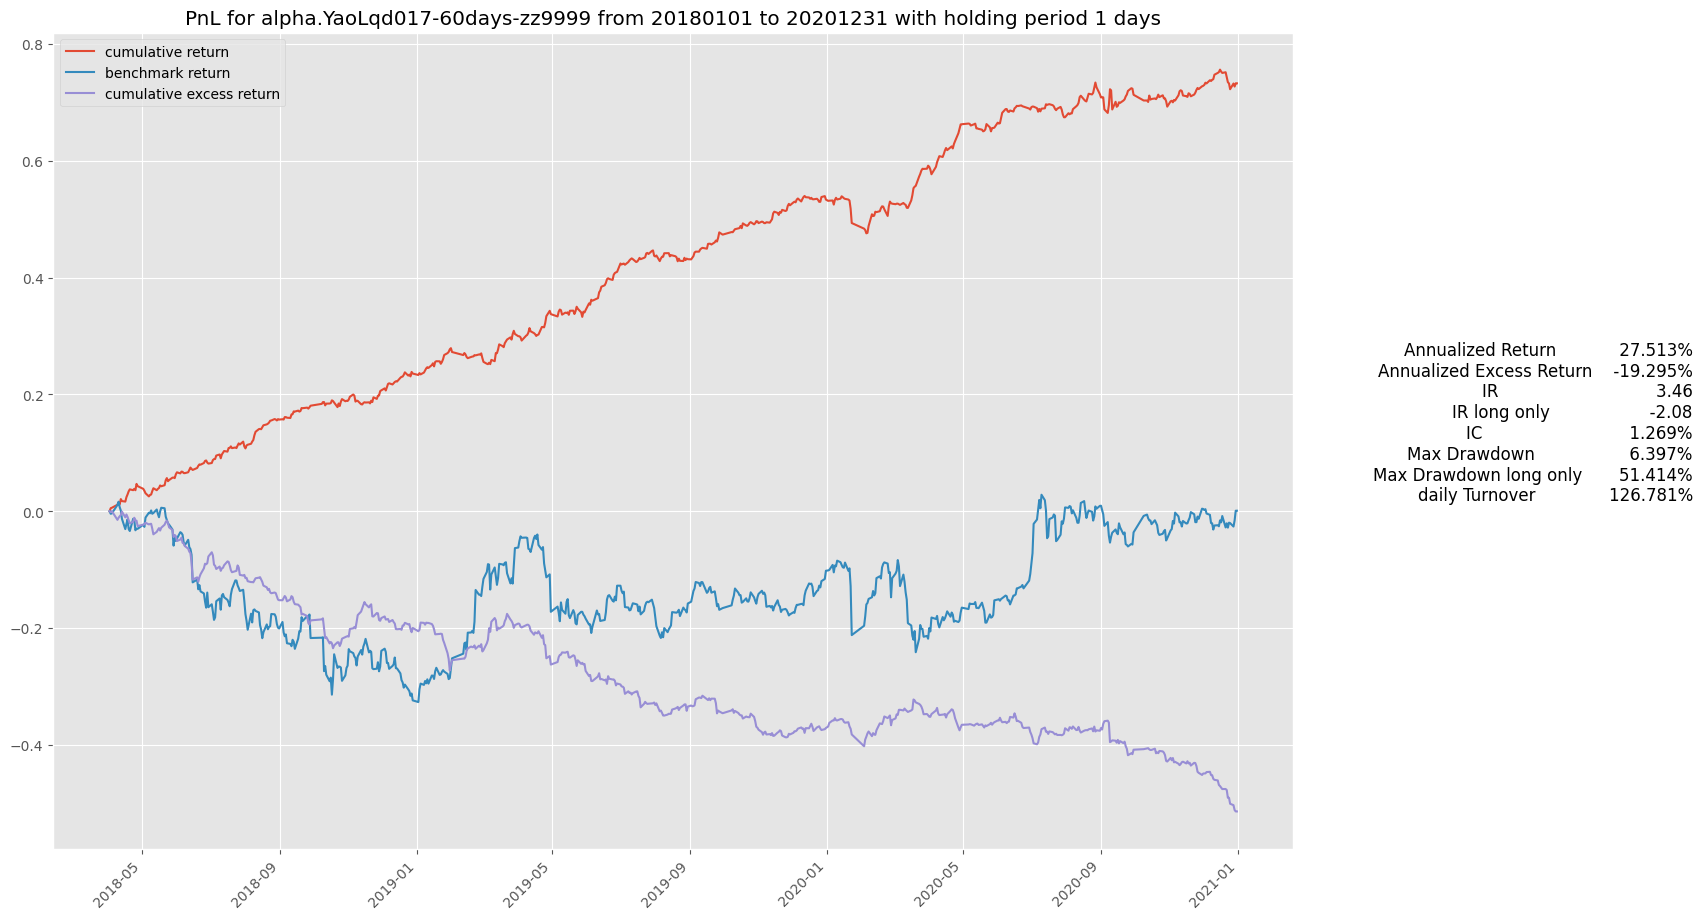 PnL for alpha.YaoLqd017-60days-zz9999 from 20180101 to 20201231 with holding period 1 days
cumulative return
benchmark return
cumulative excess return
0.8
0.6
0.4
0.2
0.0
−0.2
−0.4
2018-05
2018-09
2019-01
2019-05
2019-09
2020-01
2020-05
2020-09
2021-01
Annualized Return 27.513%
Annualized Excess Return -19.295%
IR 3.46
IR long only -2.08
IC 1.269%
Max Drawdown 6.397%
Max Drawdown long only 51.414%
daily Turnover 126.781%